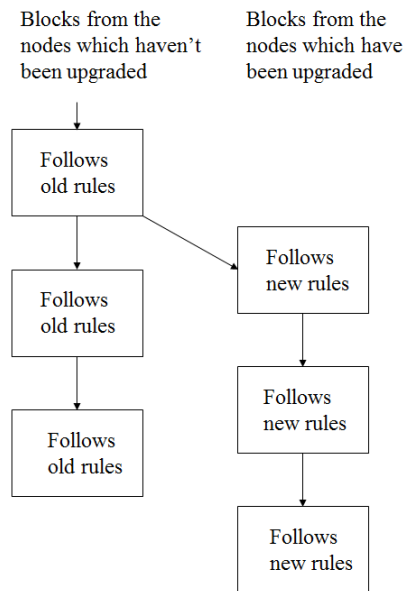 Blocks from the
nodes which haven't
been upgraded
Blocks from the
nodes which have
been upgraded
Follows
old rules
Follows
new rules
Follows
old rules
Follows
new rules
Follows
old rules
Follows
new rules